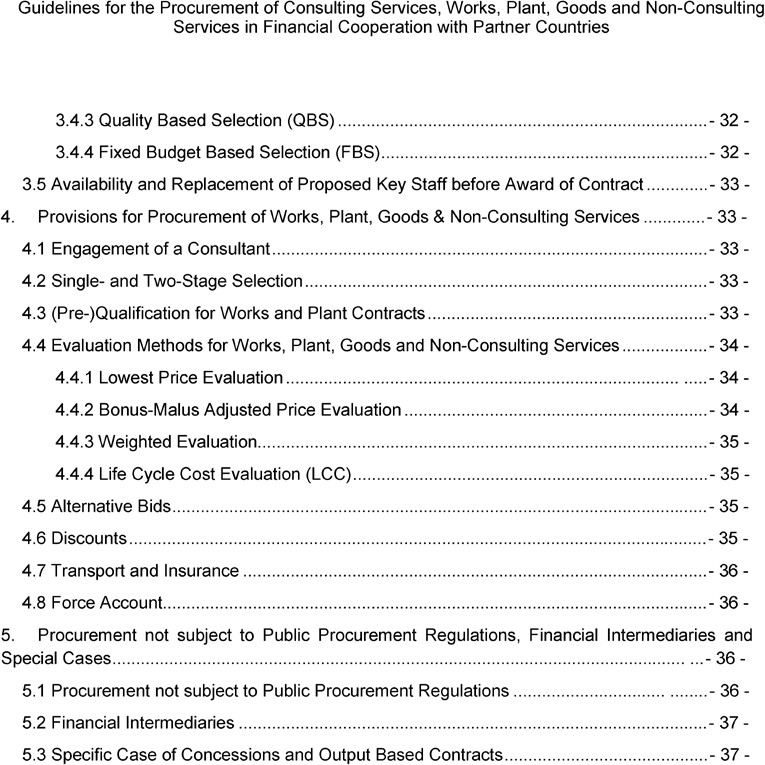 Guidelines for the Procurement of Consulting Services, Works, Plant, Goods and Non-Consulting
Services in Financial Cooperation with Partner Countries
3.4.3 Quality Based Selection (QBS) .............................................................................. - 32 -
3.4.4 Fixed Budget Based Selection (FBS)..................................................................... - 32 -
3.5 Availability and Replacement of Proposed Key Staff before Award of Contract ............. - 33 -
4. Provisions for Procurement of Works, Plant, Goods & Non-Consulting Services ............. - 33 -
4.1 Engagement of a Consultant............................................................................................ - 33 -
4.2 Single- and Two-Stage Selection ..................................................................................... - 33 -
4.3 (Pre-)Qualification for Works and Plant Contracts........................................................... - 33 -
4.4 Evaluation Methods for Works, Plant, Goods and Non-Consulting Services .................. - 34 -
4.4.1 Lowest Price Evaluation ................................................................................... ..... - 34 -
4.4.2 Bonus-Malus Adjusted Price Evaluation ................................................................ - 34 -
4.4.3 Weighted Evaluation............................................................................................... - 35 -
4.4.4 Life Cycle Cost Evaluation (LCC) ........................................................................... - 35 -
4.5 Alternative Bids................................................................................................................. - 35 -
4.6 Discounts .......................................................................................................................... - 35 -
4.7 Transport and Insurance .................................................................................................. - 36 -
4.8 Force Account................................................................................................................... - 36 -
5. Procurement not subject to Public Procurement Regulations, Financial Intermediaries and
Special Cases......................................................................................................................... ... - 36 -
5.1 Procurement not subject to Public Procurement Regulations ................................ ........ - 36 -
5.2 Financial Intermediaries ................................................................................................... - 37 -
5.3 Specific Case of Concessions and Output Based Contracts........................................... - 37 -